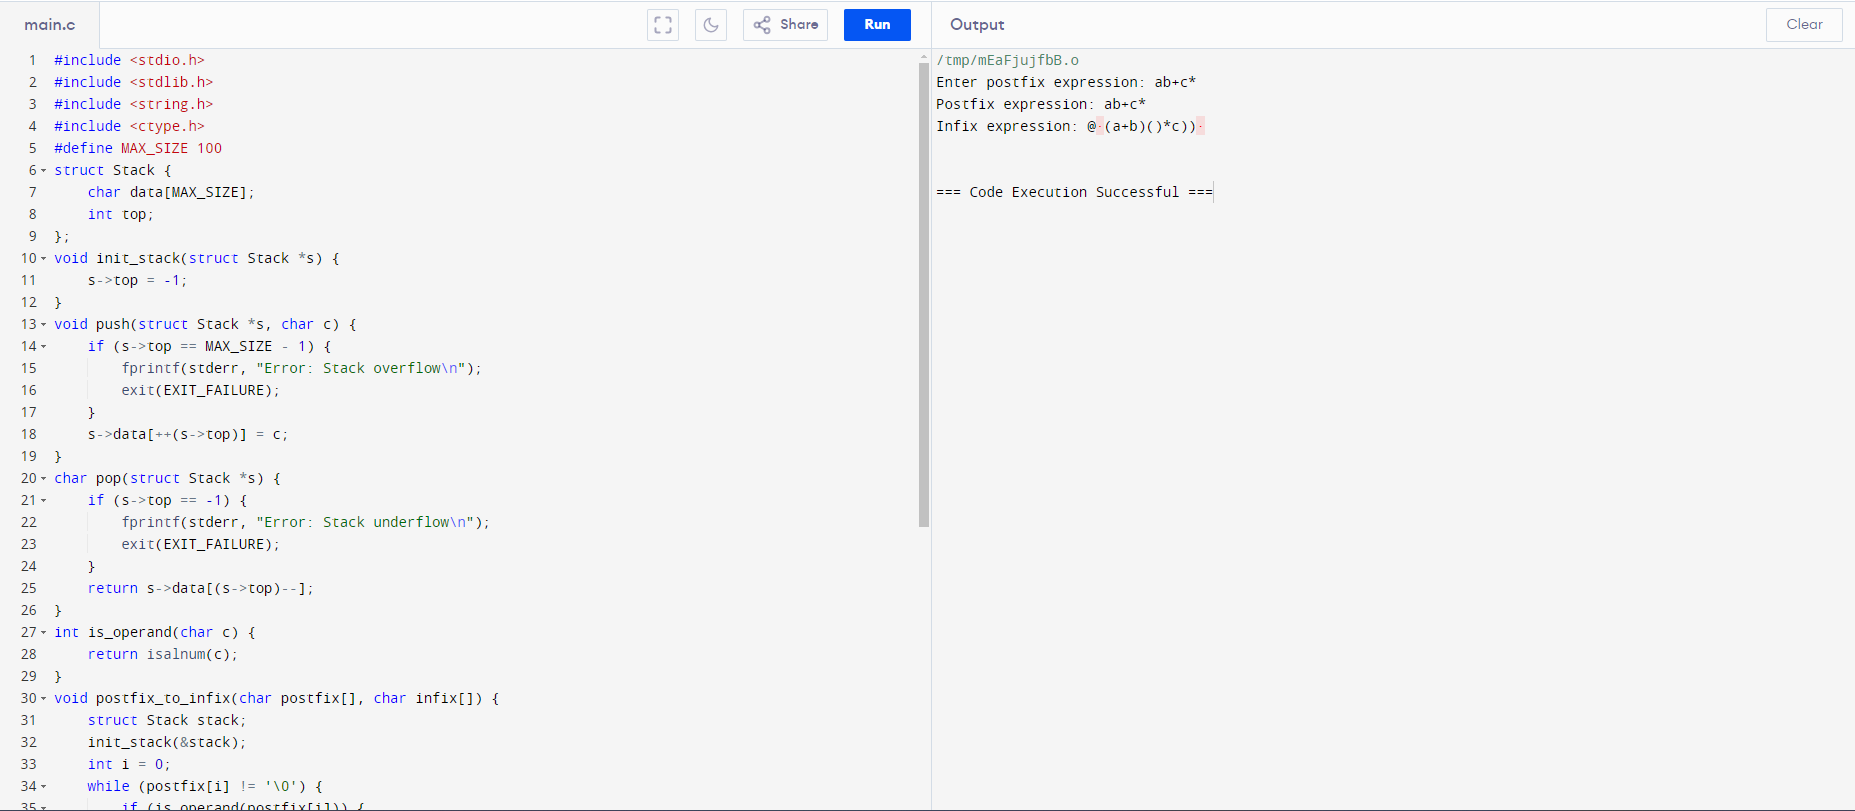 main.c
Share
Run
Output
Clear
1 #include <stdio.h>
2 #include <stdlib.h>
3 #include <string.h>
4 #include <ctype.h>
5 #define MAX_SIZE 100
6 struct Stack {
7     char data[MAX_SIZE];
8     int top;
9 };
10 void init_stack(struct Stack *s) {
11     s->top = -1;
12 }
13 void push(struct Stack *s, char c) {
14     if (s->top == MAX_SIZE - 1) {
15         fprintf(stderr, "Error: Stack overflow\n");
16         exit(EXIT_FAILURE);
17     }
18     s->data[++(s->top)] = c;
19 }
20 char pop(struct Stack *s) {
21     if (s->top == -1) {
22         fprintf(stderr, "Error: Stack underflow\n");
23         exit(EXIT_FAILURE);
24     }
25     return s->data[(s->top)--];
26 }
27 int is_operand(char c) {
28     return isalnum(c);
29 }
30 void postfix_to_infix(char postfix[], char infix[]) {
31     struct Stack stack;
32     init_stack(&stack);
33     int i = 0;
34     while (postfix[i] != '\0') {
35         if (is_operand(postfix[i])) {
/tmp/mEaFjujfbB.o
Enter postfix expression: ab+c*
Postfix expression: ab+c*
Infix expression: @·(a+b)()*c))·
=== Code Execution Successful ===